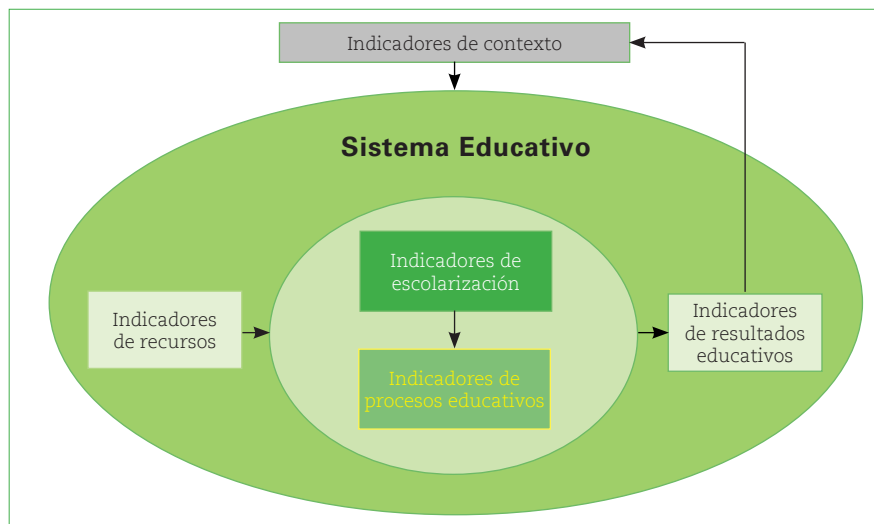 Indicadores de contexto
Sistema Educativo
Indicadores de
escolarización
Indicadores
de recursos
Indicadores de
procesos educativos
Indicadores
de resultados
educativos